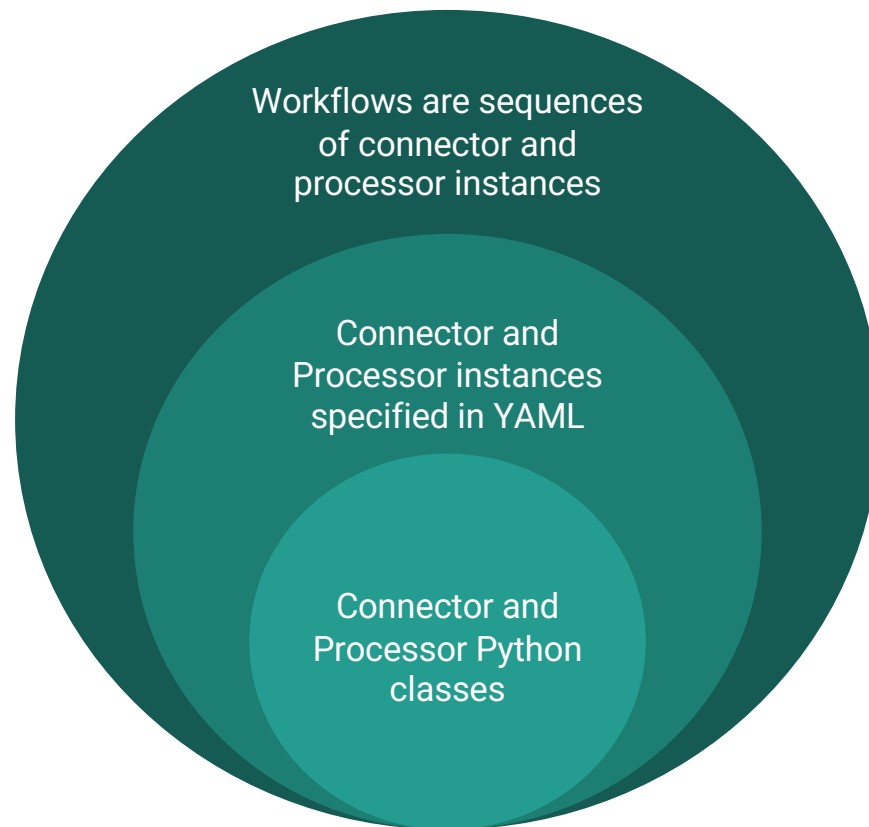 Workflows are sequences
of connector and
processor instances
Connector and
Processor instances
specified in YAML
Connector and
Processor Python
classes